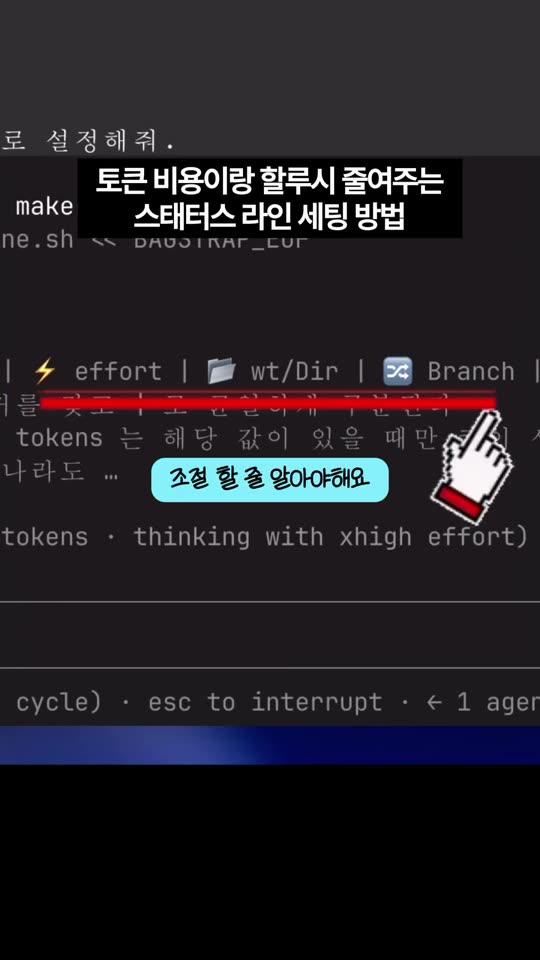 로 설정해줘.
토큰 비용이랑 할루시 줄여주는
스태터스 라인 세팅 방법
make
ne.sh << BAGSTRAP_EOF
| ⚡ effort | 📁 wt/Dir | 🔀 Branch |
tokens 는 해당 값이 있을 때만
나라도 …
조절 할 줄 알아야해요
tokens · thinking with xhigh effort)
cycle) · esc to interrupt · ← 1 agen